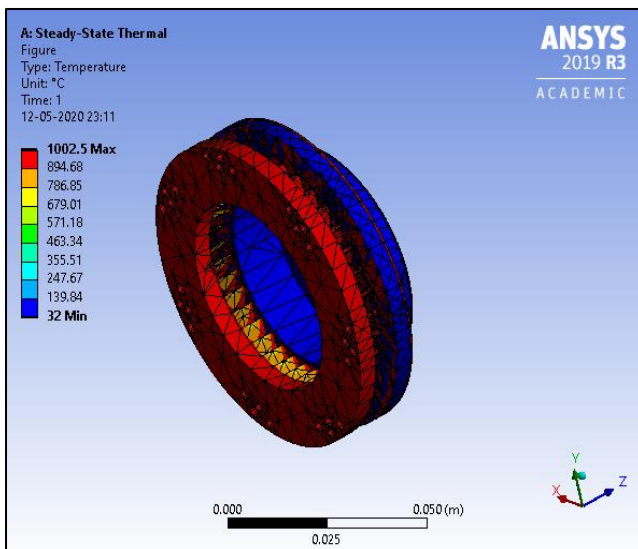 A: Steady-State Thermal
Figure
Type: Temperature
Unit: °C
Time: 1
12-05-2020 23:11
1002.5 Max
894.68
786.85
679.01
571.18
463.34
355.51
247.67
139.84
32 Min
ANSYS
2019 R3
ACADEMIC
Y
Z
X
0.000
0.050 (m)
0.025